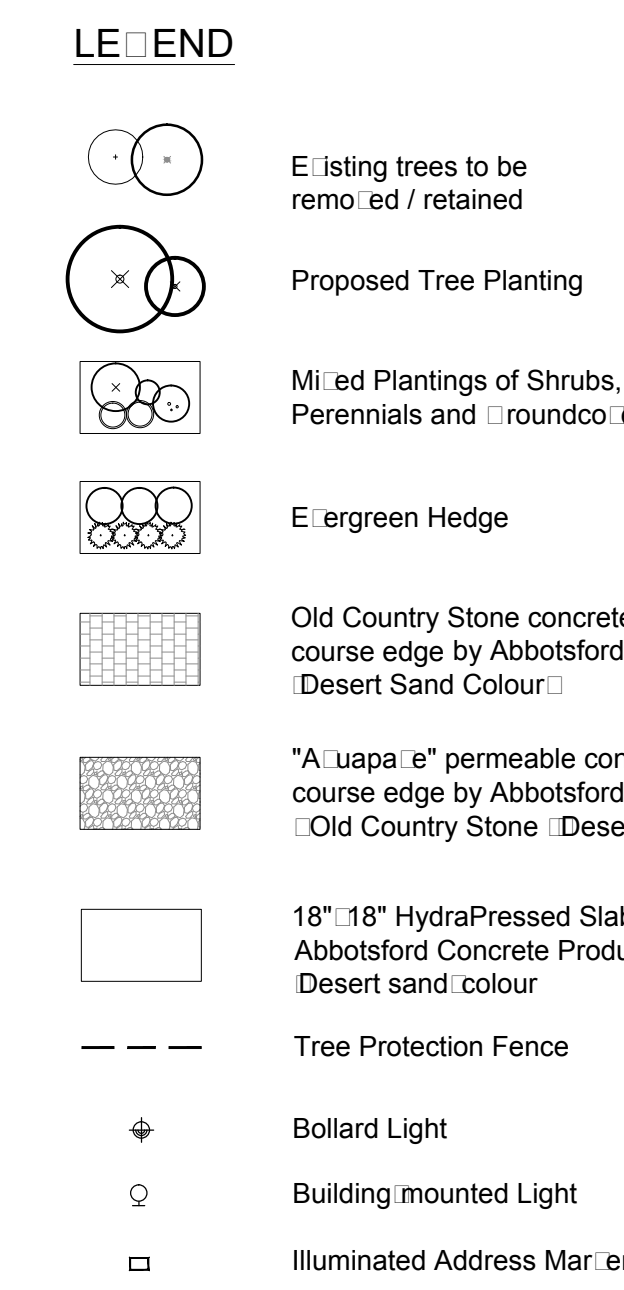 LE□END
E□isting trees to be
remo□ed / retained
Proposed Tree Planting
Mi□ed Plantings of Shrubs,
Perennials and □roundco□
E□ergreen Hedge
Old Country Stone concrete
course edge by Abbotsford
□Desert Sand Colour□
"A□uapa□e" permeable con
course edge by Abbotsford
□Old Country Stone □Dese
18"□18" HydraPressed Slab
Abbotsford Concrete Produ
□Desert sand□colour
Tree Protection Fence
Bollard Light
Building□mounted Light
Illuminated Address Mar□er